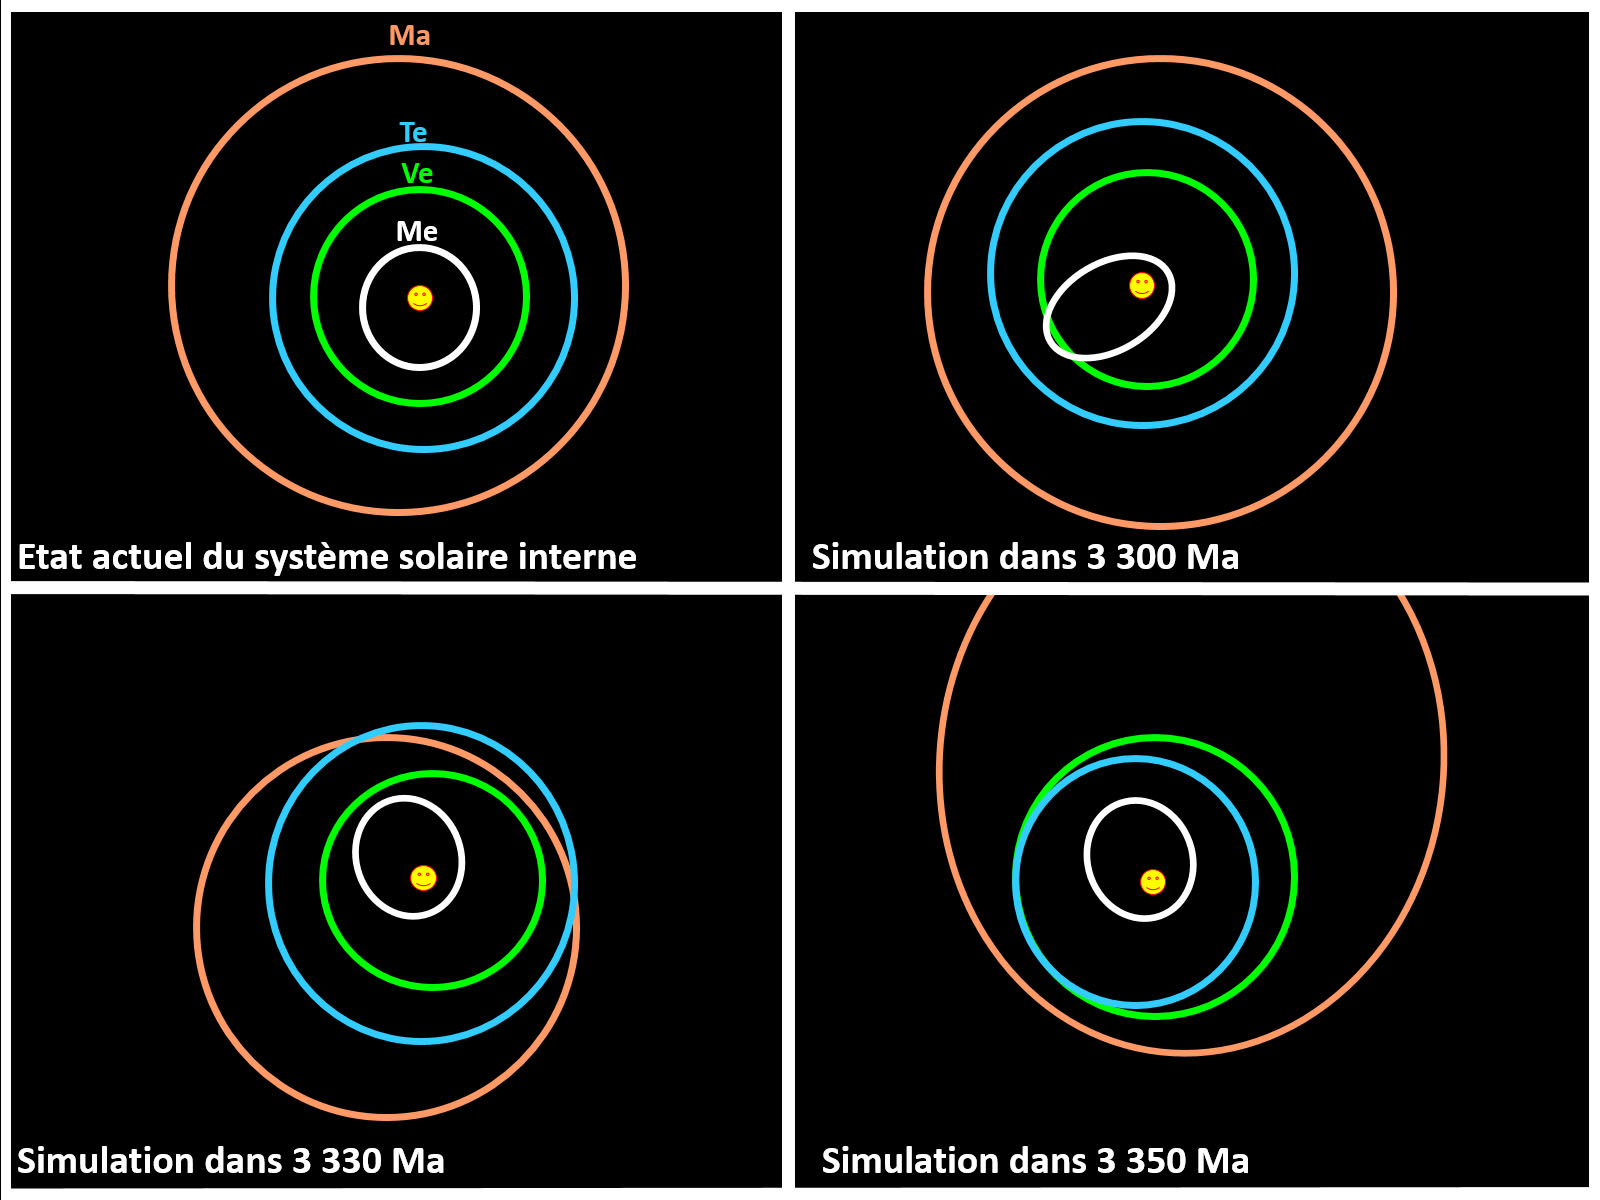 Ma
Te
Ve
Me
Etat actuel du système solaire interne
Simulation dans 3 300 Ma
Simulation dans 3 330 Ma
Simulation dans 3 350 Ma